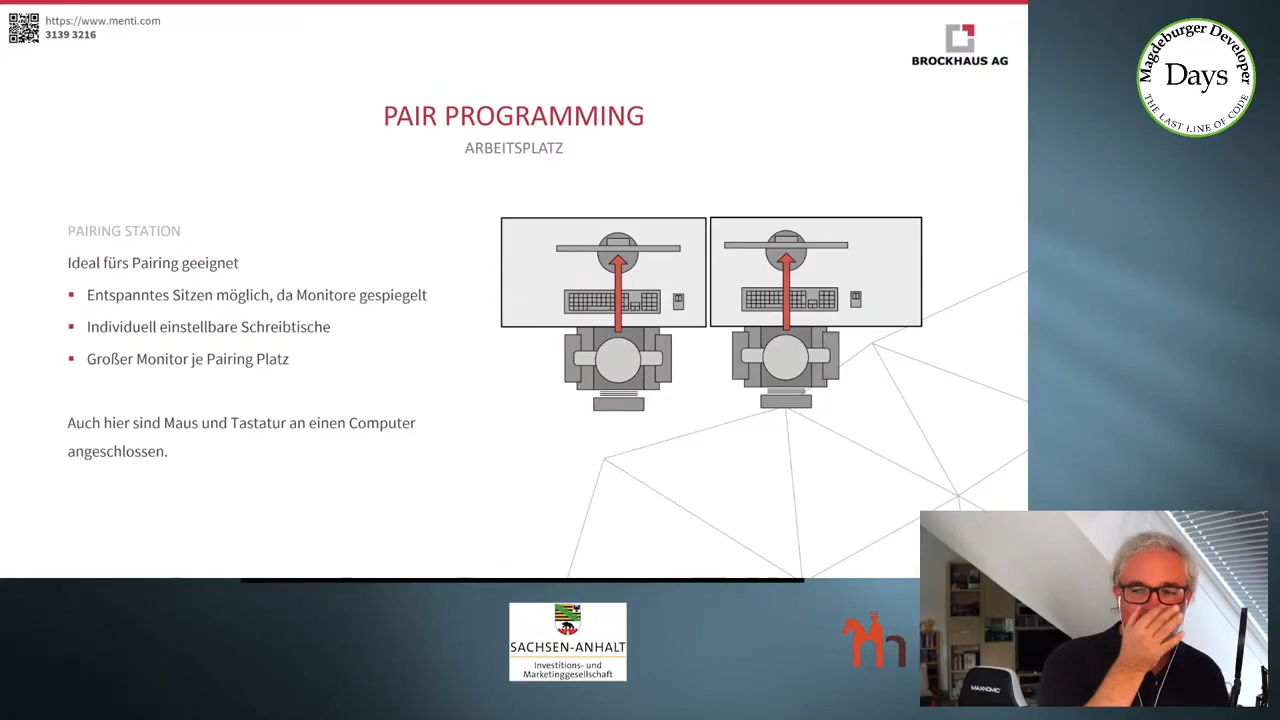 https://www.menti.com
3139 3216
BROCKHAUS AG
Magdeburger Developer
Days
THE LAST LINE OF CODE
PAIR PROGRAMMING
ARBEITSPLATZ
PAIRING STATION
Ideal fürs Pairing geeignet
▪ Entspanntes Sitzen möglich, da Monitore gespiegelt
▪ Individuell einstellbare Schreibtische
▪ Großer Monitor je Pairing Platz
Auch hier sind Maus und Tastatur an einen Computer
angeschlossen.
SACHSEN-ANHALT
Investitions- und
Marketinggesellschaft
MAXNOMIC